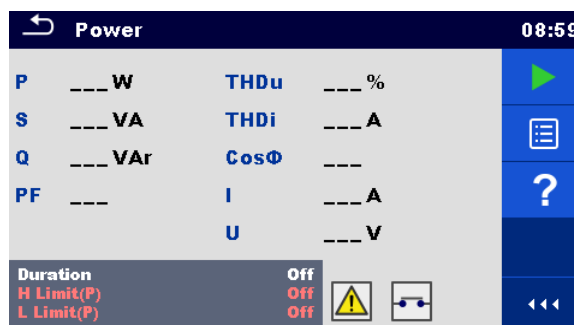 Power 08:59
P ___W THDu ___%
S ___VA THDi ___A
Q ___VAr CosΦ ___
PF ___ I ___A
U ___V
Duration Off
H Limit(P) Off
L Limit(P) Off
?